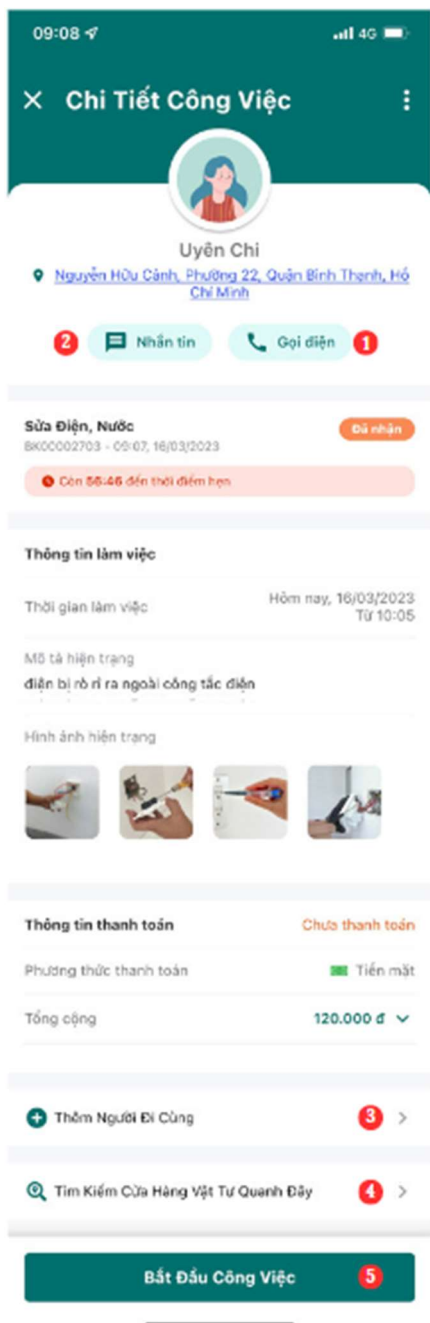 09:08
4G
Chi Tiết Công Việc
Uyên Chi
Nguyễn Hữu Cảnh, Phường 22, Quận Bình Thạnh, Hồ
Chí Minh
2 Nhắn tin
Gọi điện 1
Sửa Điện, Nước
Đã nhận
BK00002703 - 09:07, 16/03/2023
Còn 56:46 đến thời điểm hẹn
Thông tin làm việc
Thời gian làm việc
Hôm nay, 16/03/2023
Từ 10:05
Mô tả hiện trạng
điện bị rò rỉ ra ngoài công tắc điện
Hình ảnh hiện trạng
Thông tin thanh toán
Chưa thanh toán
Phương thức thanh toán
Tiền mặt
Tổng cộng
120.000 đ
Thêm Người Đi Cùng 3
Tìm Kiếm Cửa Hàng Vật Tư Quanh Đây 4
Bắt Đầu Công Việc 5